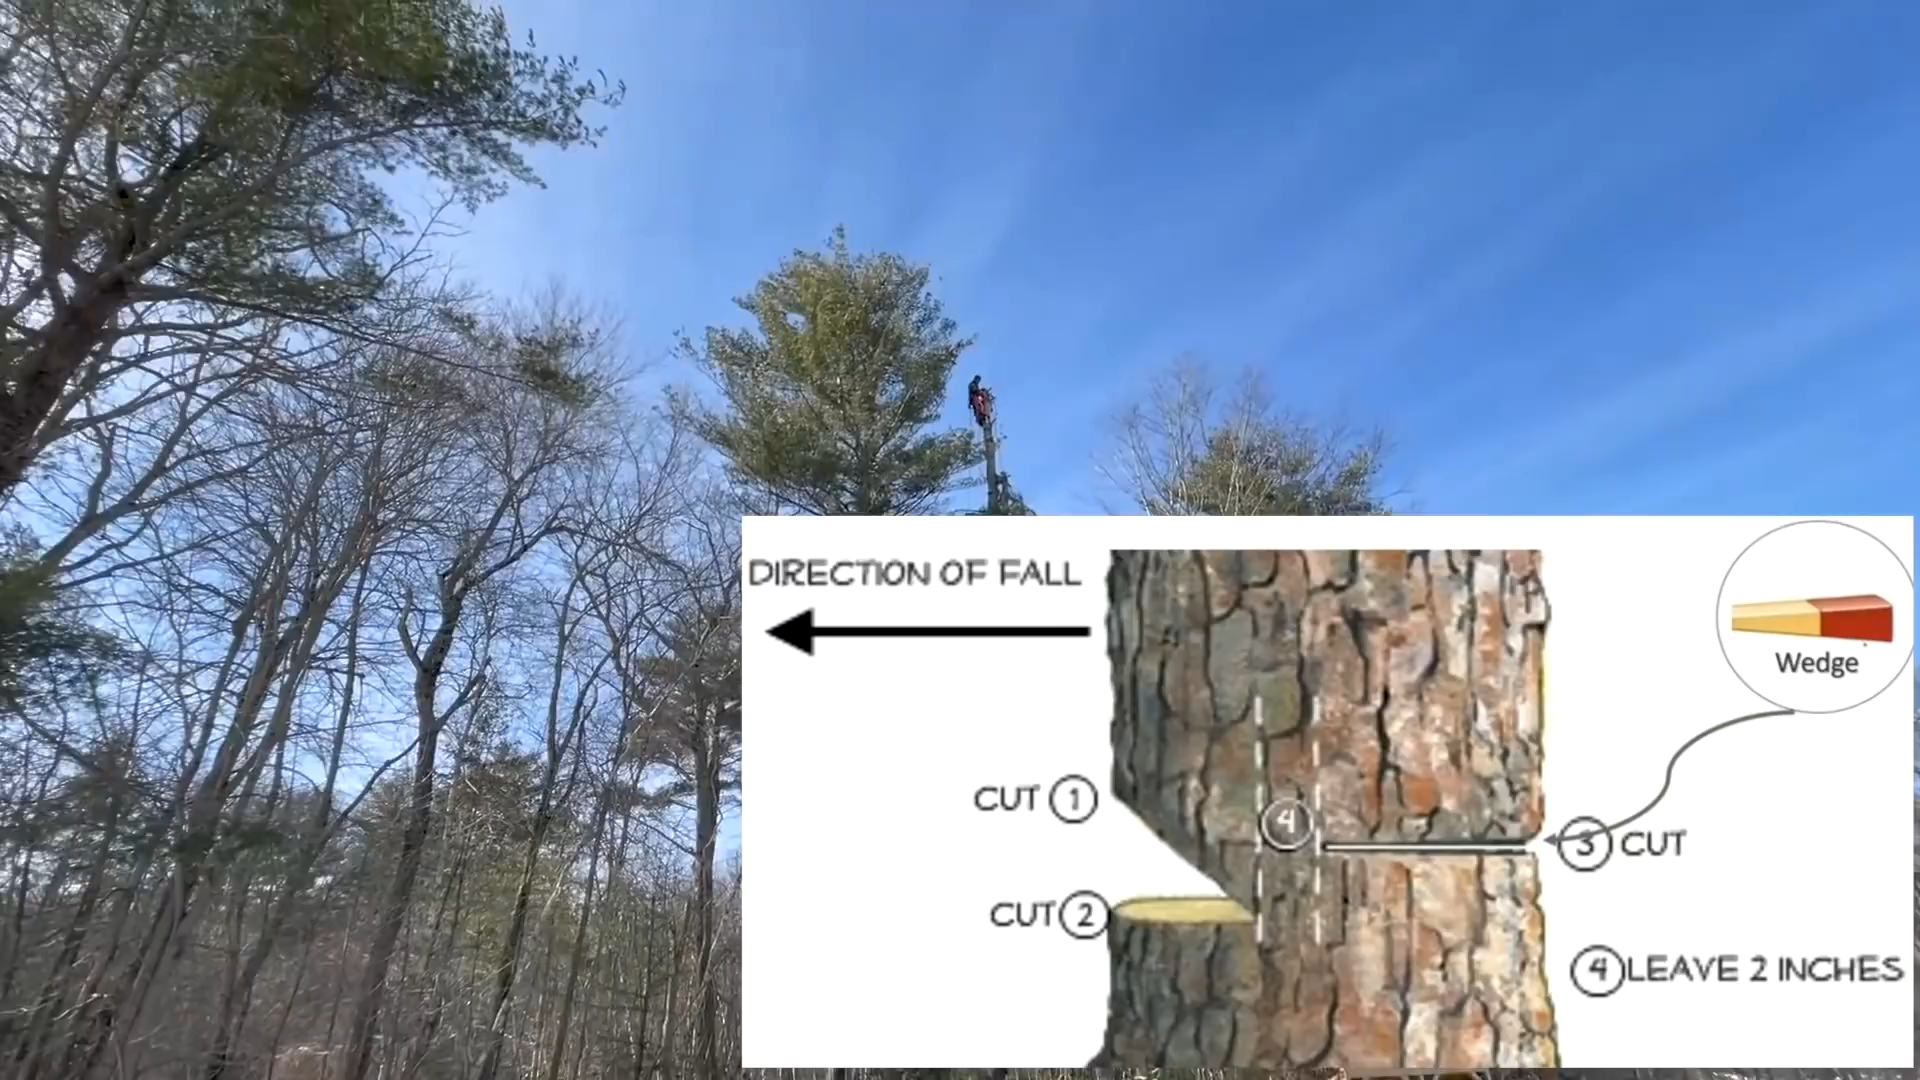 DIRECTION OF FALL
Wedge
CUT 1
4
3 CUT
CUT 2
4 LEAVE 2 INCHES